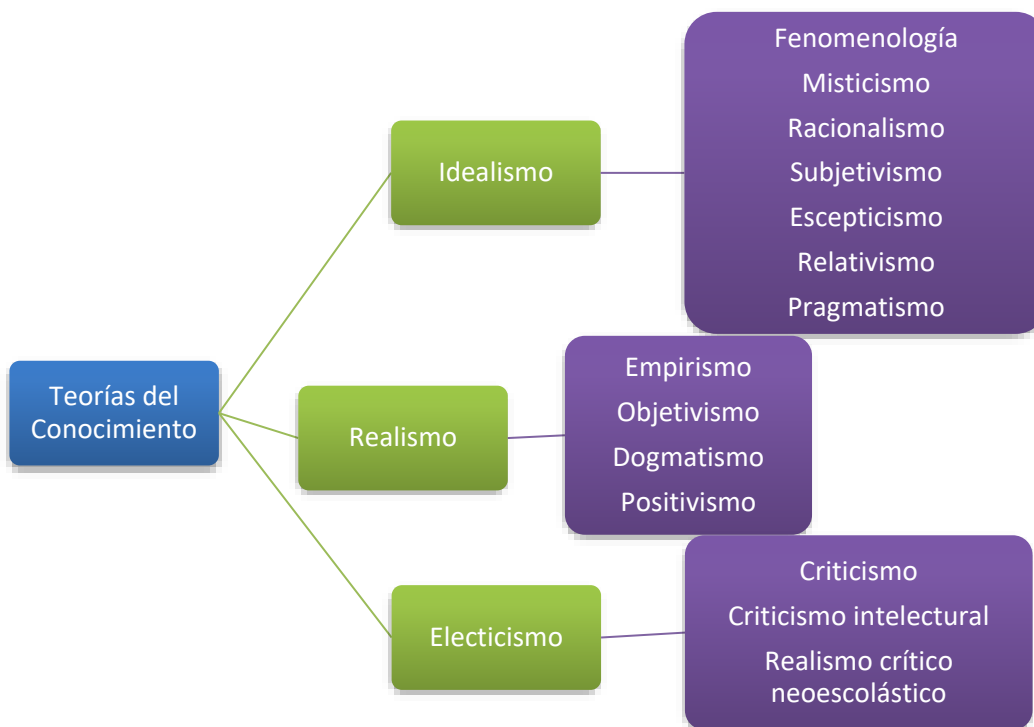 Teorías del
Conocimiento
Idealismo
Fenomenología
Misticismo
Racionalismo
Subjetivismo
Escepticismo
Relativismo
Pragmatismo
Realismo
Empirismo
Objetivismo
Dogmatismo
Positivismo
Electicismo
Criticismo
Criticismo intelectural
Realismo crítico
neoescolástico